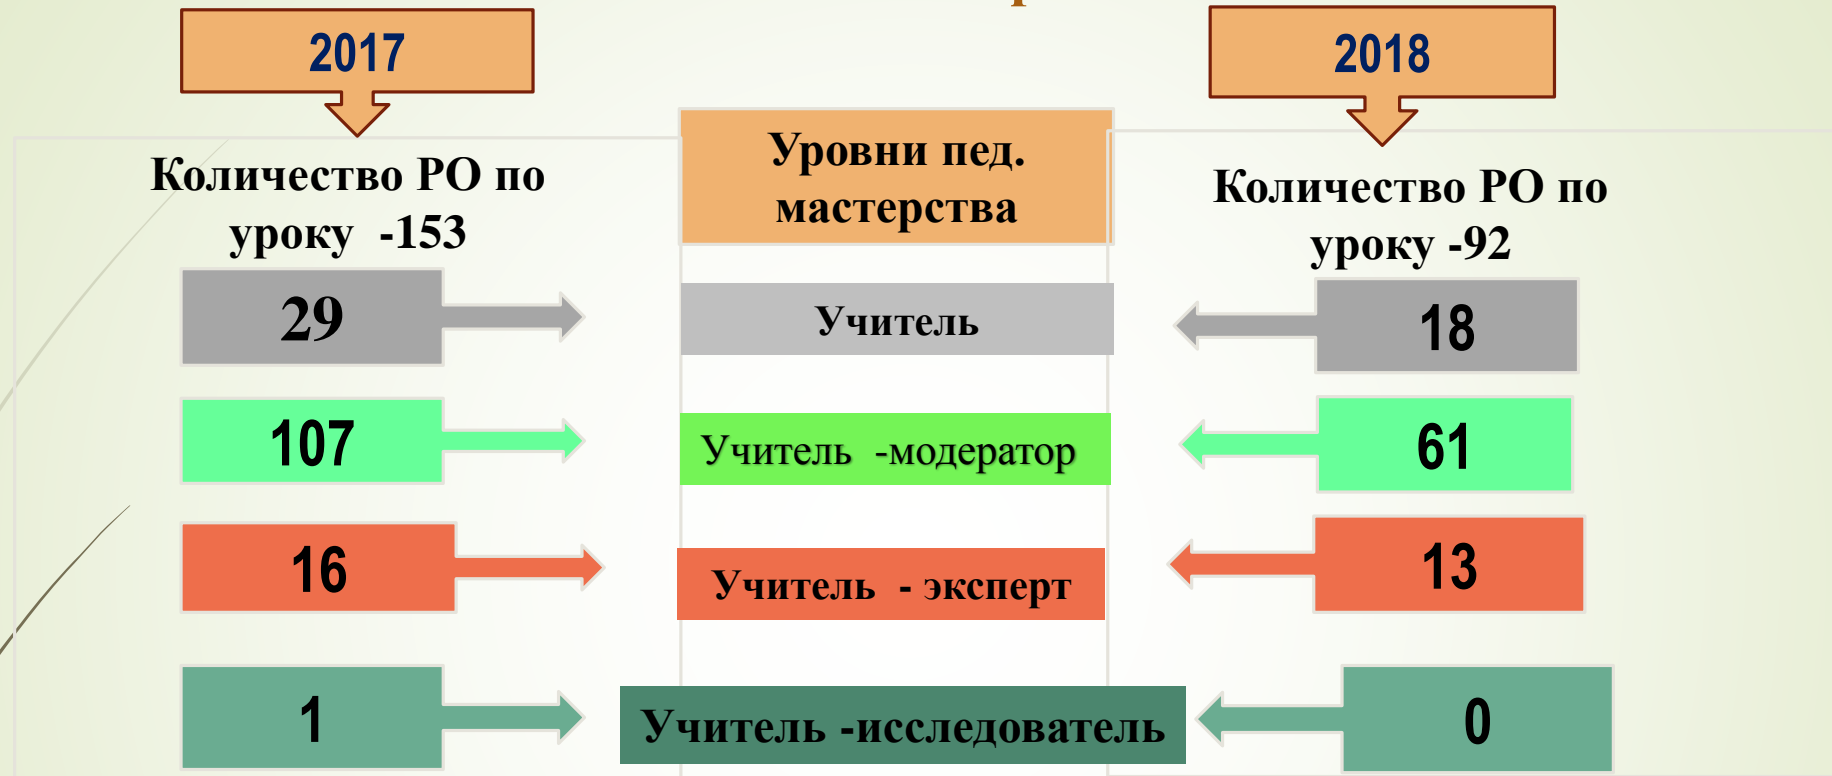 2017
2018
Количество РО по
уроку -153
Уровни пед.
мастерства
Количество РО по
уроку -92
29
Учитель
18
107
Учитель -модератор
61
16
Учитель - эксперт
13
1
Учитель -исследователь
0